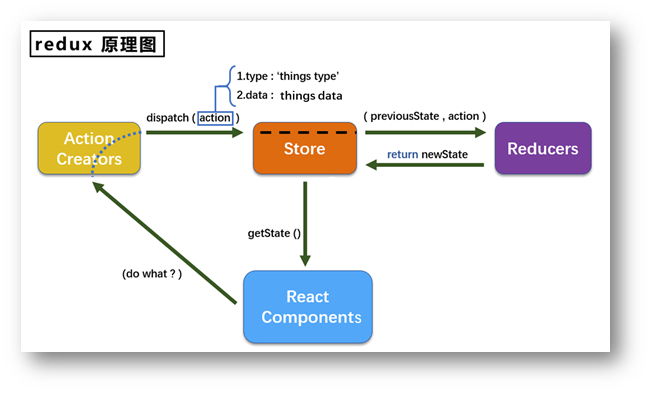 redux 原理图
1.type : ‘things type’
2.data : things data
dispatch ( action )
( previousState , action )
Action
Creators
Store
Reducers
return newState
getState ()
(do what ? )
React
Components